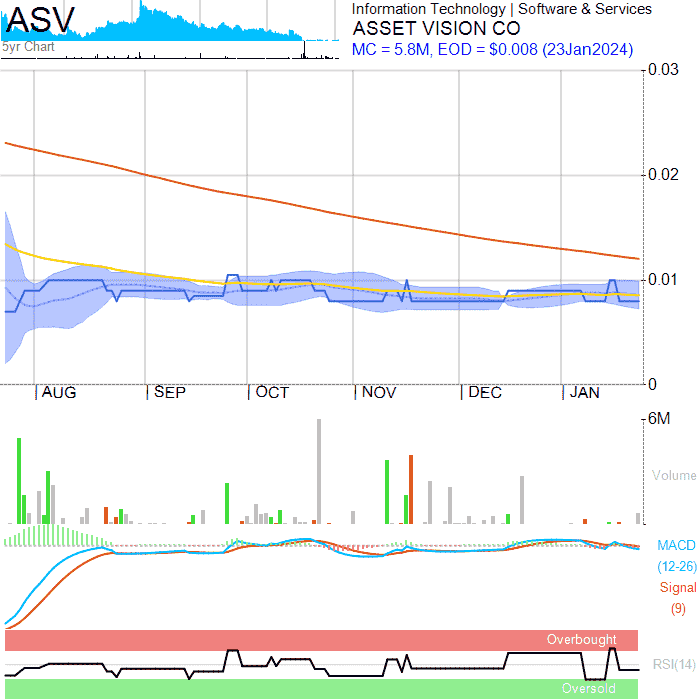 ASV
5yr Chart
Information Technology | Software & Services
ASSET VISION CO
MC = 5.8M, EOD = $0.008 (23Jan2024)
0.03
0.02
0.01
0
AUG SEP OCT NOV DEC JAN
6M
Volume
MACD
(12-26)
Signal
(9)
Overbought
RSI(14)
Oversold